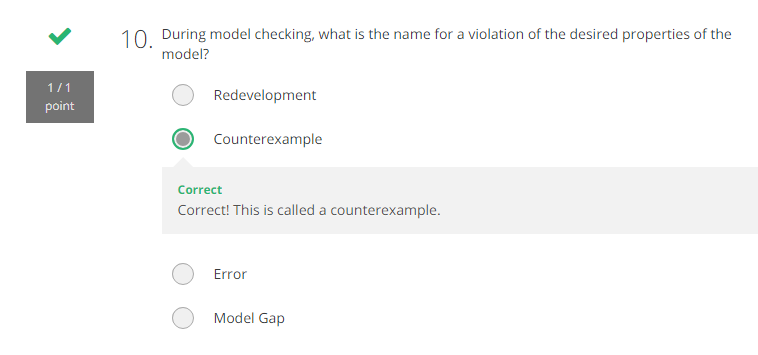 10. During model checking, what is the name for a violation of the desired properties of the
model?
1 / 1
point
Redevelopment
Counterexample
Correct
Correct! This is called a counterexample.
Error
Model Gap